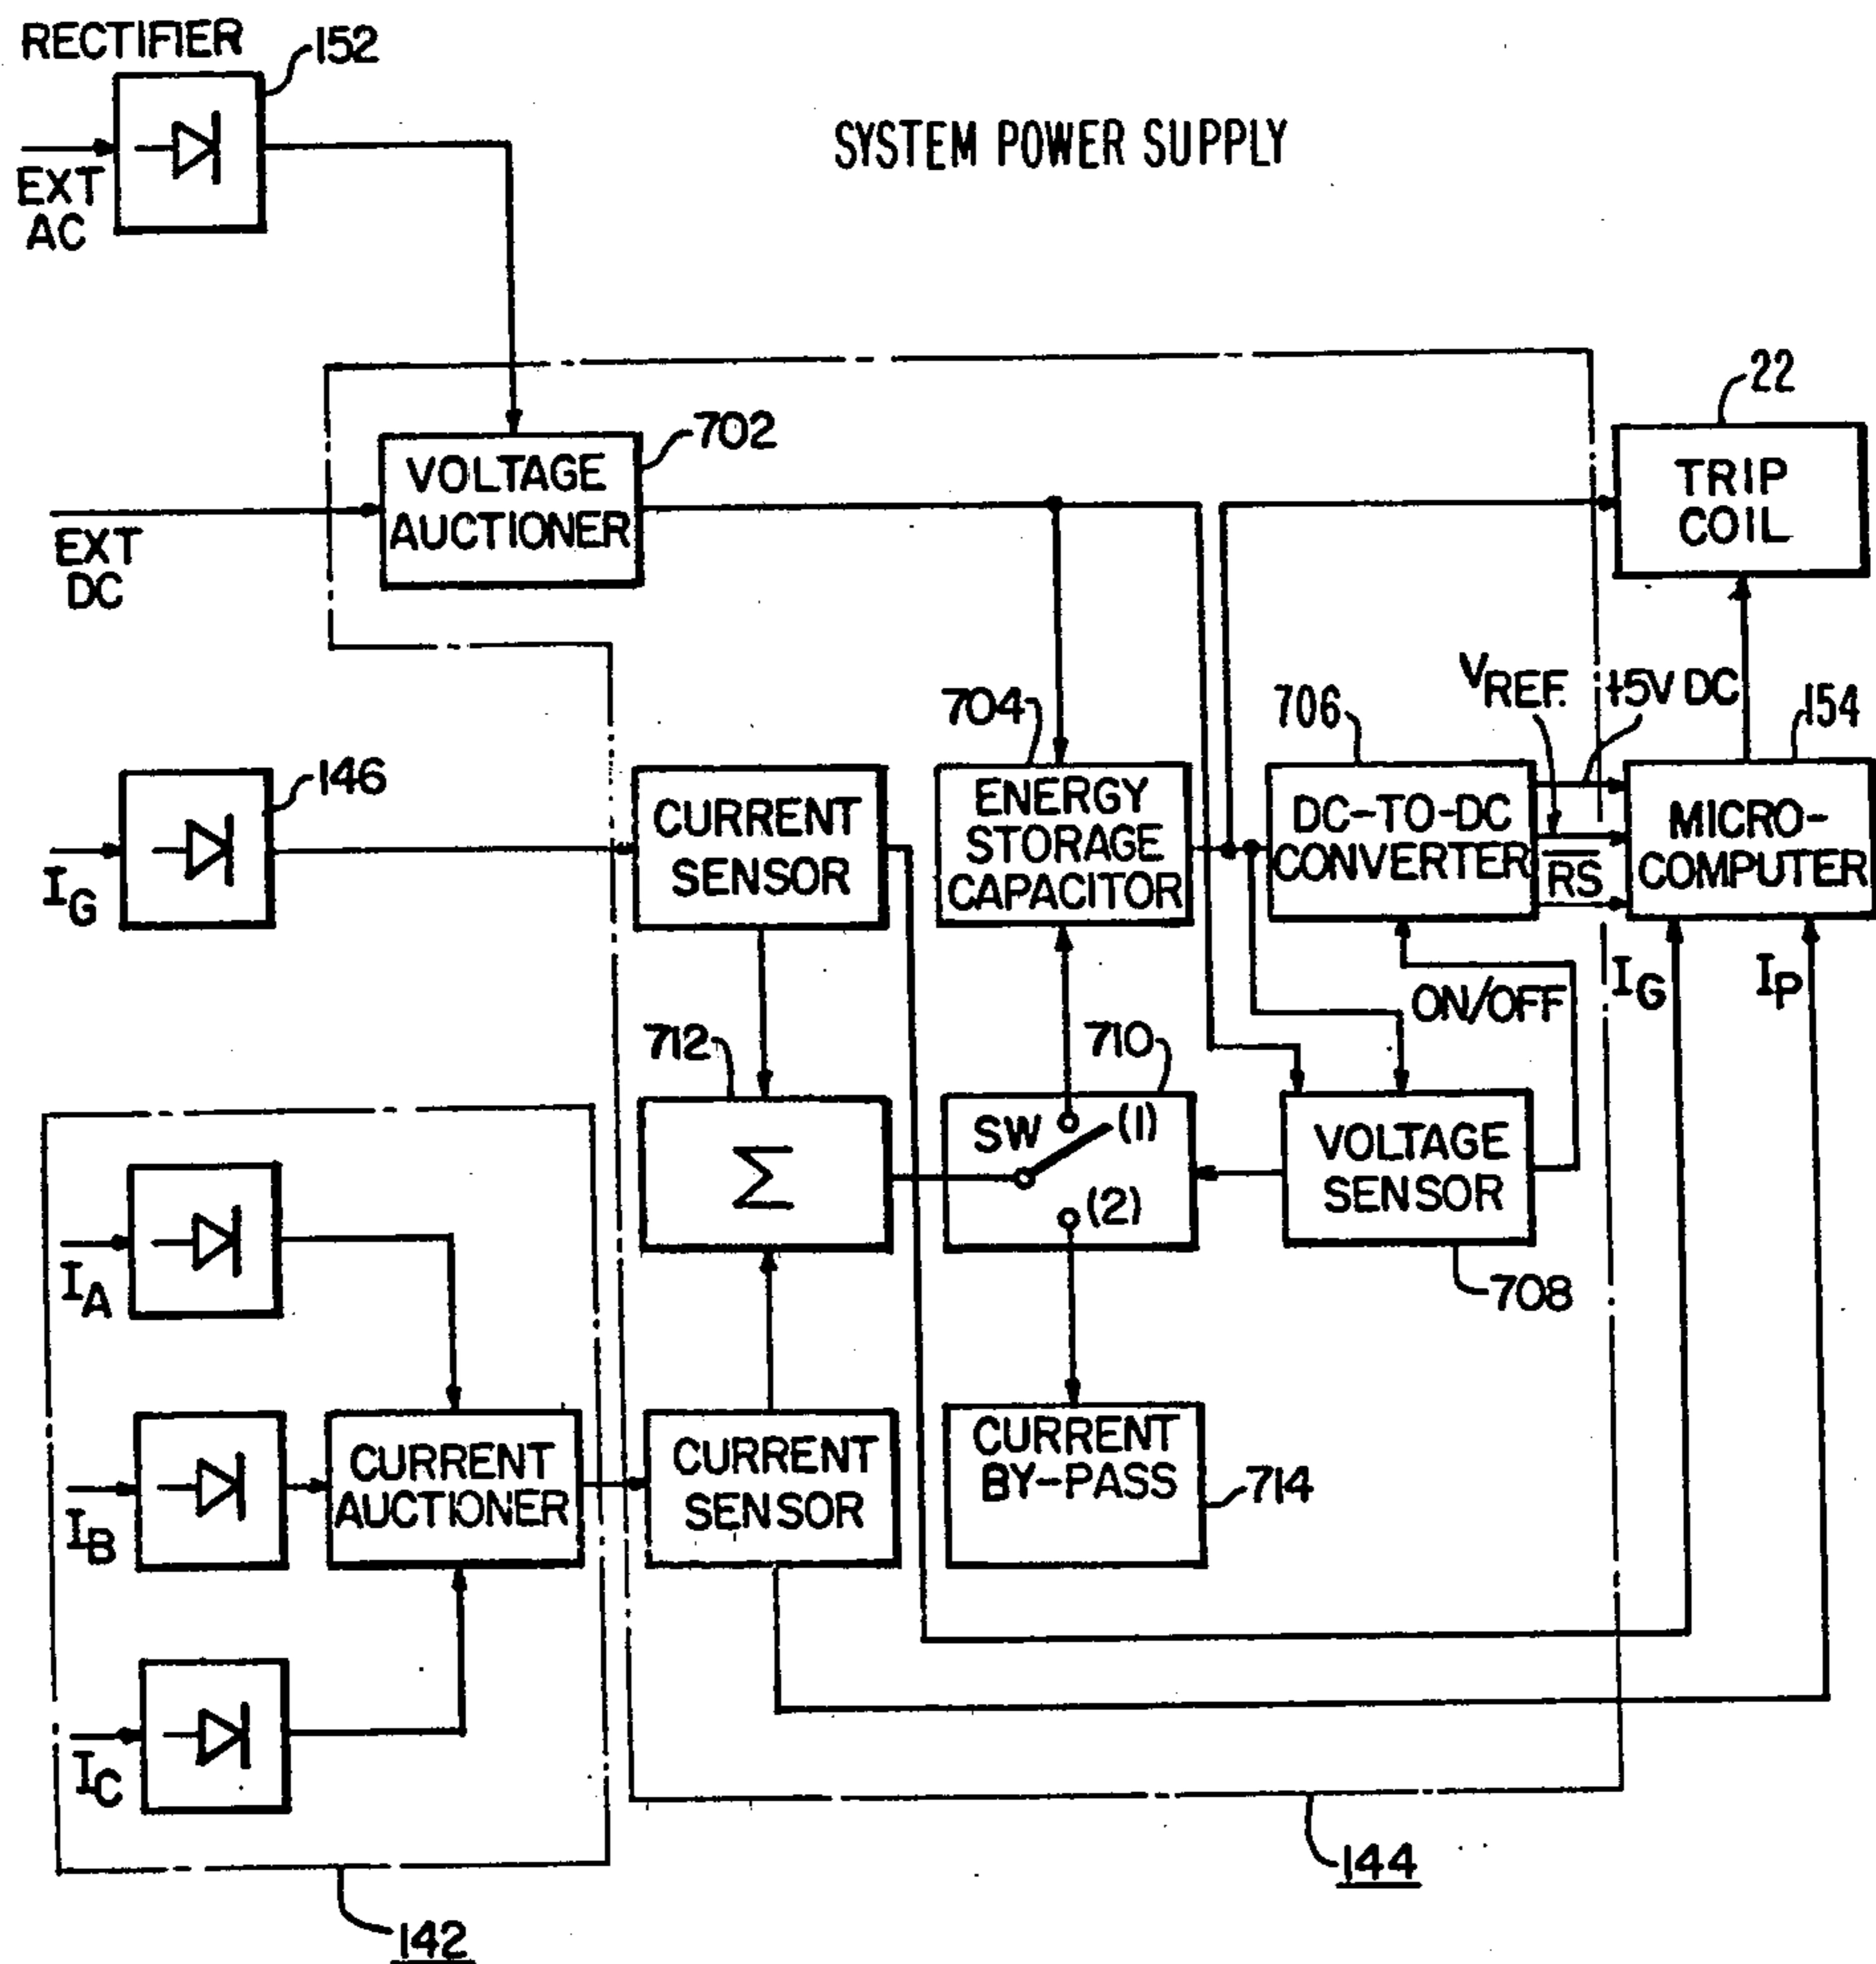 RECTIFIER
152
EXT
AC
SYSTEM POWER SUPPLY
22
702
VOLTAGE
AUCTIONER
EXT
DC
TRIP
COIL
704
706
VREF.
+5V DC
154
146
IG
CURRENT
SENSOR
ENERGY
STORAGE
CAPACITOR
DC-TO-DC
CONVERTER
RS
MICRO-
COMPUTER
ON/OFF
IG
IP
712
710
Σ
SW
(1)
(2)
VOLTAGE
SENSOR
708
IA
IB
IC
CURRENT
AUCTIONER
CURRENT
SENSOR
CURRENT
BY-PASS
714
144
142